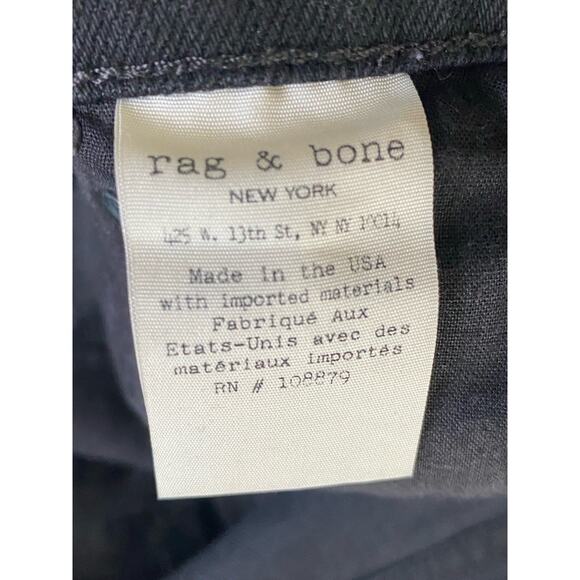 rag & bone
NEW YORK
425 W. 13th St, NY NY 10014
Made in the USA
with imported materials
Fabriqué Aux
Etats-Unis avec des
matériaux importés
RN # 108879